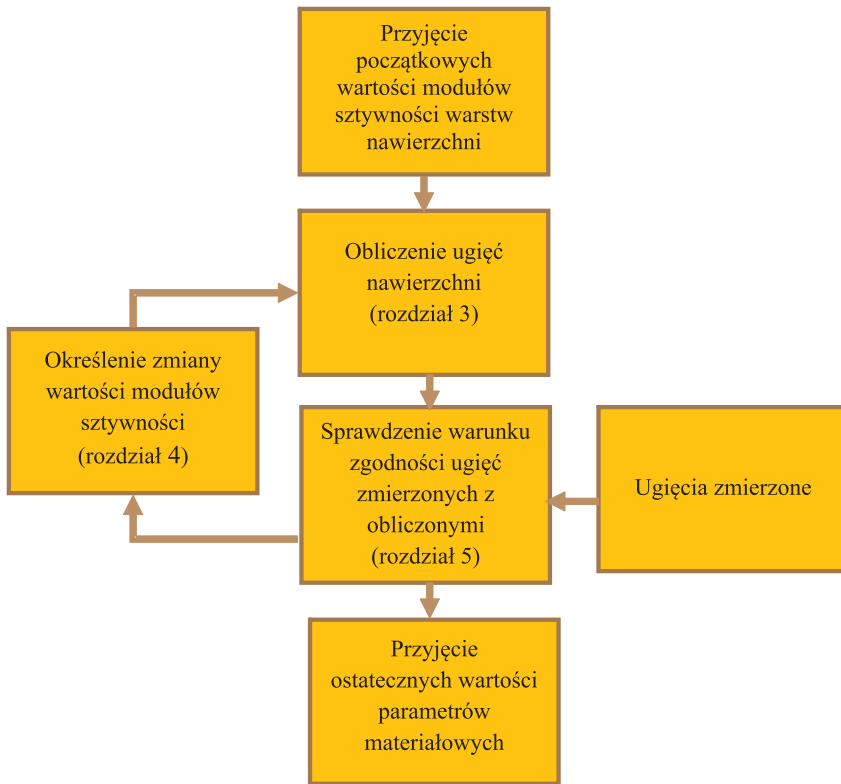 Przyjęcie
początkowych
wartości modułów
sztywności warstw
nawierzchni
Obliczenie ugięć
nawierzchni
(rozdział 3)
Określenie zmiany
wartości modułów
sztywności
(rozdział 4)
Sprawdzenie warunku
zgodności ugięć
zmierzonych z
obliczonymi
(rozdział 5)
Ugięcia zmierzone
Przyjęcie
ostatecznych wartości
parametrów
materiałowych